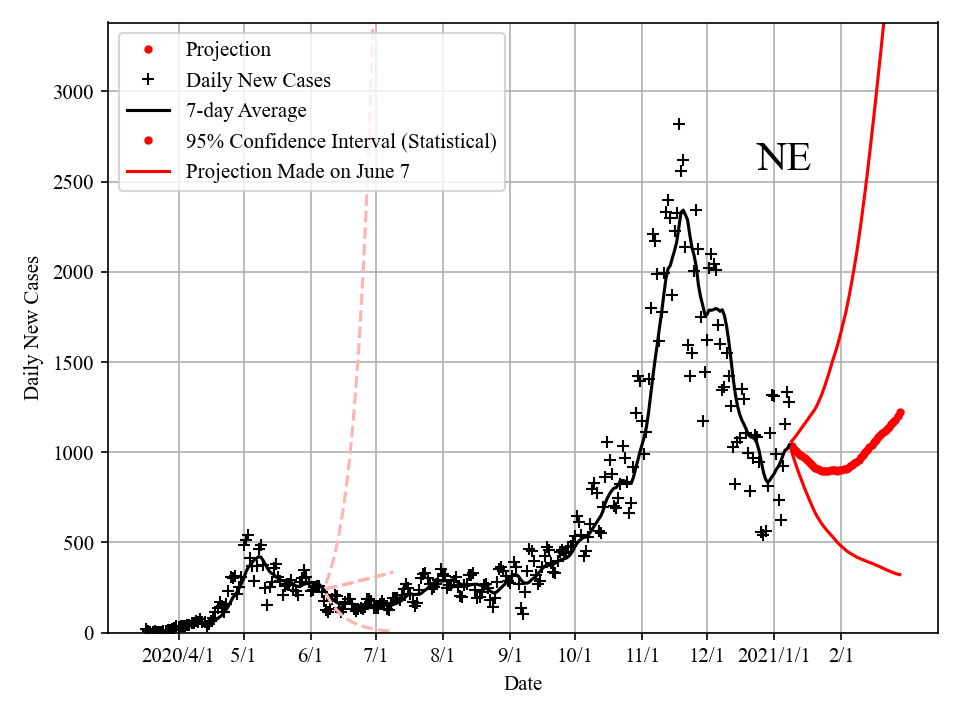 Projection
Daily New Cases
7-day Average
95% Confidence Interval (Statistical)
Projection Made on June 7
NE
Daily New Cases
3000
2500
2000
1500
1000
500
0
2020/4/1 5/1 6/1 7/1 8/1 9/1 10/1 11/1 12/1 2021/1/1 2/1
Date